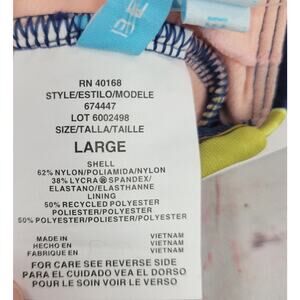 RN 40168
STYLE/ESTILO/MODELE
674447
LOT 6002498
SIZE/TALLA/TAILLE
LARGE
SHELL
62% NYLON/POLIAMIDA/NYLON
38% LYCRA® SPANDEX/
ELASTANO/ELASTHANNE
LINING
50% RECYCLED POLYESTER/
POLIESTER/POLYESTER
50% POLYESTER/POLIESTER/POLYESTER
MADE IN VIETNAM
HECHO EN VIETNAM
FABRIQUE EN VIETNAM
FOR CARE SEE REVERSE SIDE
PARA EL CUIDADO VEA EL DORSO
POUR LE SOIN VOIR LE VERSO